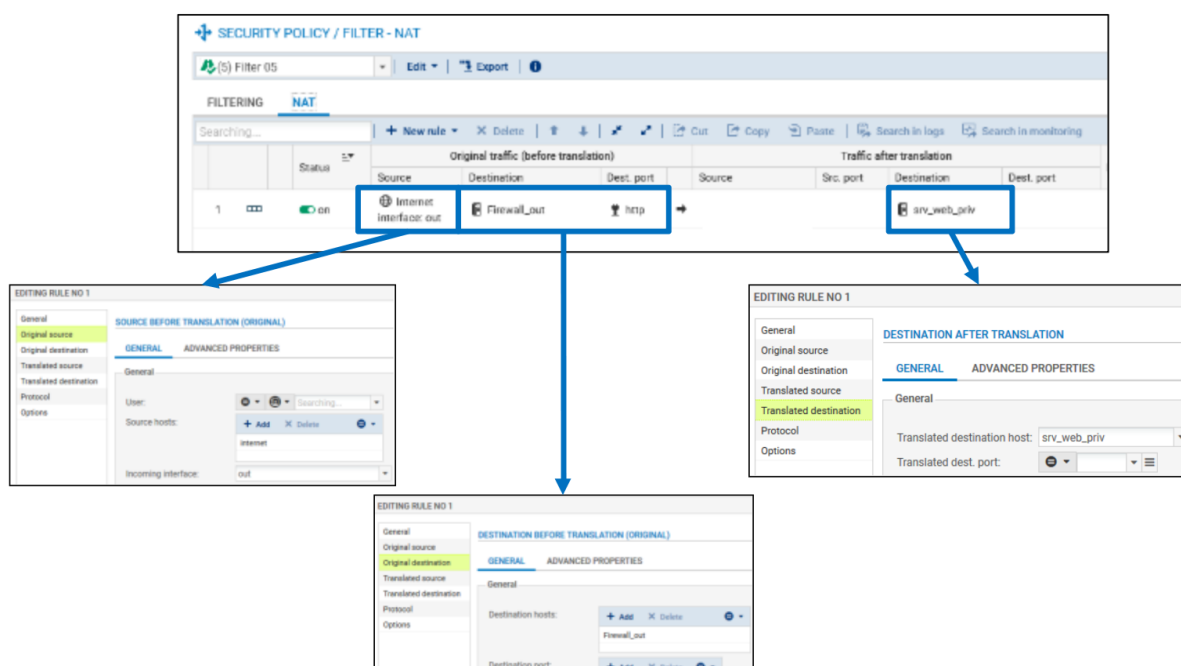 SECURITY POLICY / FILTER - NAT
(5) Filter 05 Edit Export
FILTERING NAT
Searching... + New rule × Delete Cut Copy Paste Search in logs Search in monitoring
Status Original traffic (before translation) Traffic after translation
Source Destination Dest. port Source Src. port Destination Dest. port
1 on Internet interface: out Firewall_out http srv_web_priv
EDITING RULE NO 1
General
Original source
Original destination
Translated source
Translated destination
Protocol
Options
SOURCE BEFORE TRANSLATION (ORIGINAL)
GENERAL ADVANCED PROPERTIES
General
User: Searching...
Source hosts: + Add × Delete
Internet
Incoming interface: out
EDITING RULE NO 1
General
Original source
Original destination
Translated source
Translated destination
Protocol
Options
DESTINATION AFTER TRANSLATION
GENERAL ADVANCED PROPERTIES
General
Translated destination host: srv_web_priv
Translated dest. port:
EDITING RULE NO 1
General
Original source
Original destination
Translated source
Translated destination
Protocol
Options
DESTINATION BEFORE TRANSLATION (ORIGINAL)
GENERAL ADVANCED PROPERTIES
General
Destination hosts: + Add × Delete
Firewall_out
Destination port: + Add × Delete